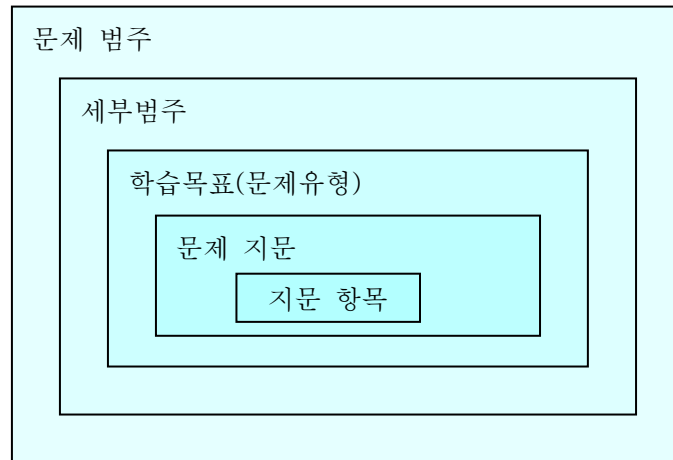 문제 범주
세부범주
학습목표(문제유형)
문제 지문
지문 항목